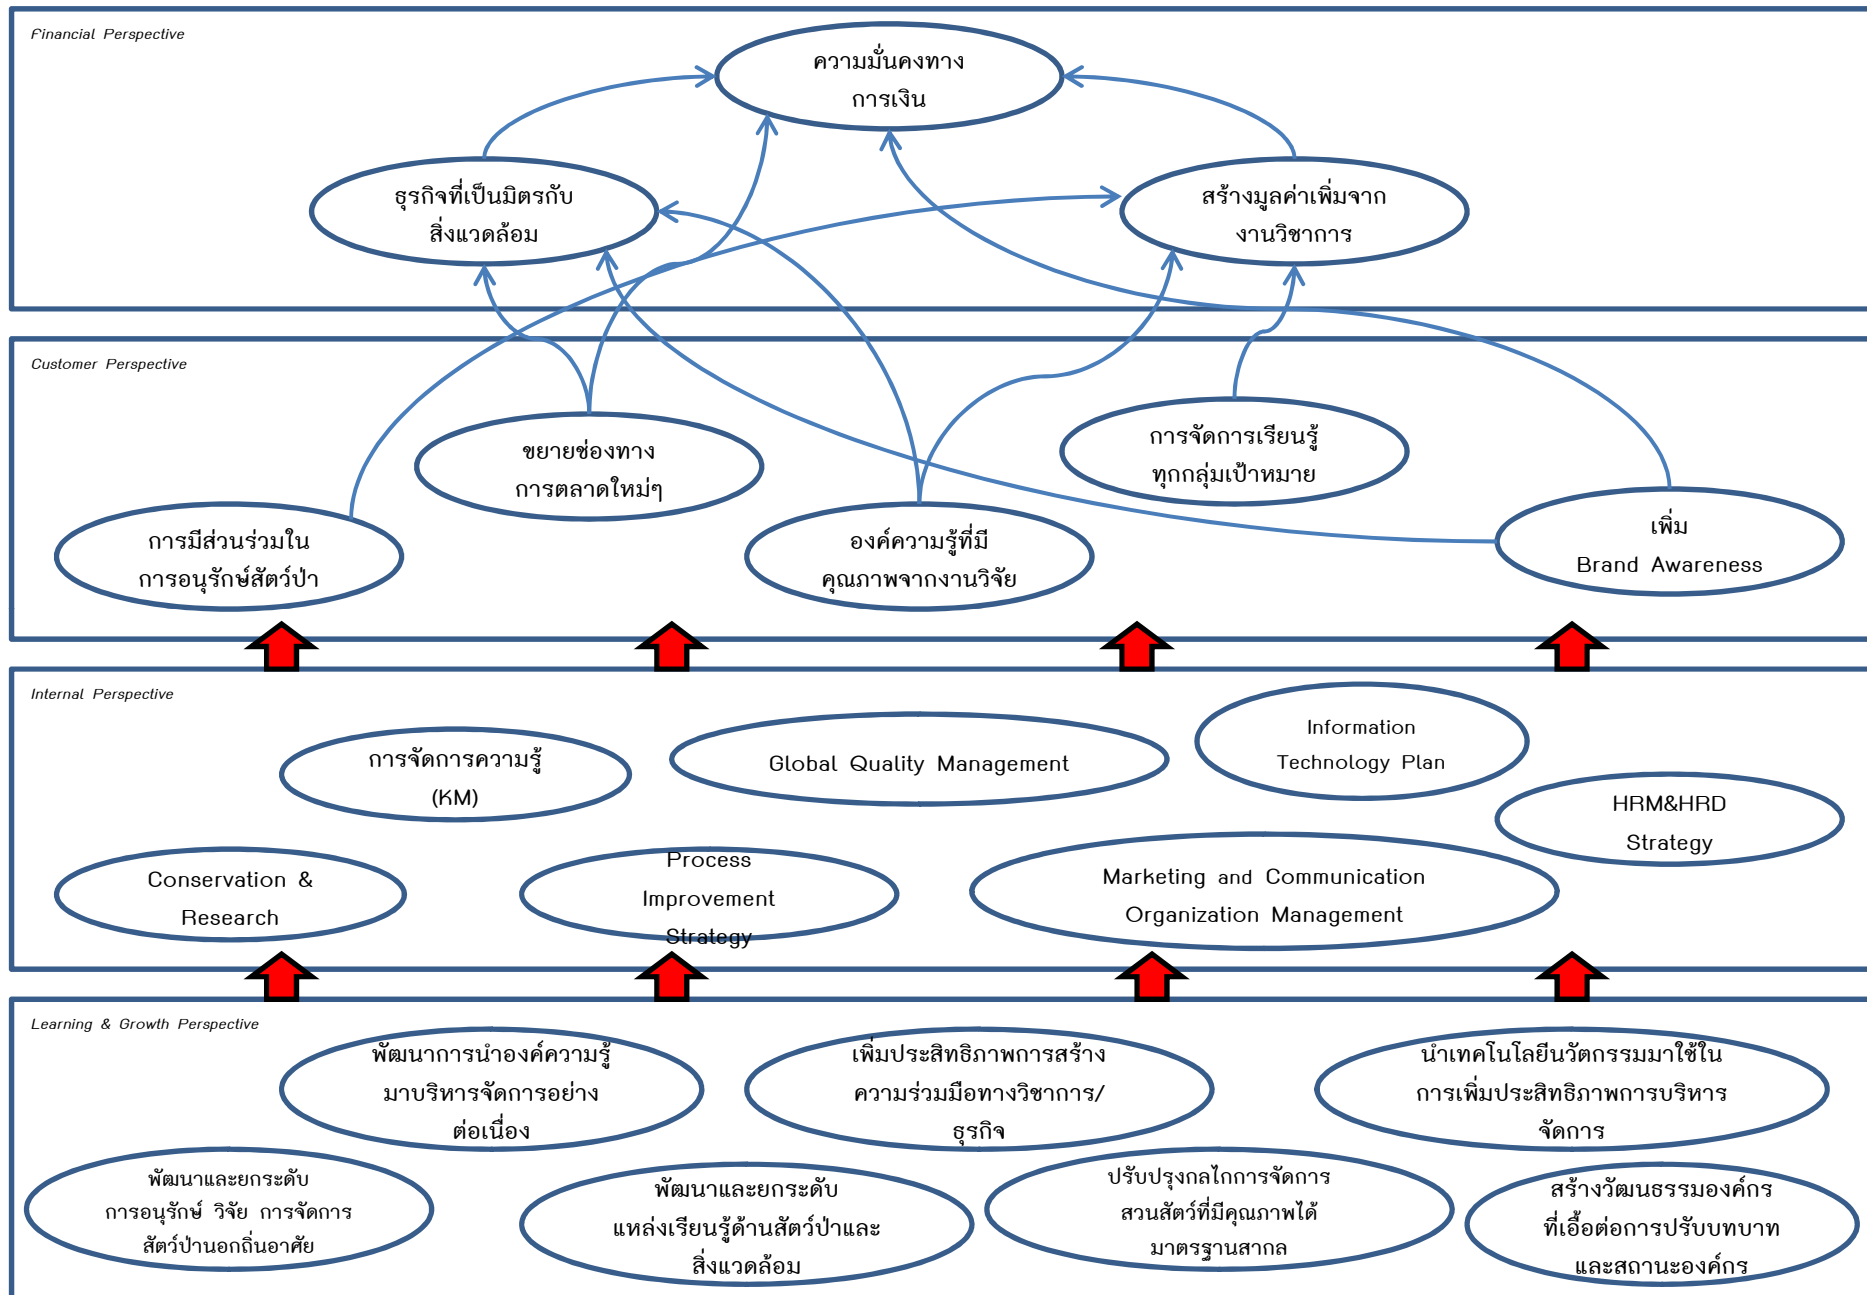 Financial Perspective
ความมั่นคงทาง
การเงิน
ธุรกิจที่เป็นมิตรกับ
สิ่งแวดล้อม
สร้างมูลค่าเพิ่มจาก
งานวิชาการ
Customer Perspective
ขยายช่องทาง
การตลาดใหม่ๆ
การจัดการเรียนรู้
ทุกกลุ่มเป้าหมาย
การมีส่วนร่วมใน
การอนุรักษ์สัตว์ป่า
องค์ความรู้ที่มี
คุณภาพจากงานวิจัย
เพิ่ม
Brand Awareness
Internal Perspective
การจัดการความรู้
(KM)
Global Quality Management
Information
Technology Plan
HRM&HRD
Strategy
Conservation &
Research
Process
Improvement
Strategy
Marketing and Communication
Organization Management
Learning & Growth Perspective
พัฒนาการนำองค์ความรู้
มาบริหารจัดการอย่าง
ต่อเนื่อง
เพิ่มประสิทธิภาพการสร้าง
ความร่วมมือทางวิชาการ/
ธุรกิจ
นำเทคโนโลยีนวัตกรรมมาใช้ใน
การเพิ่มประสิทธิภาพการบริหาร
จัดการ
พัฒนาและยกระดับ
การอนุรักษ์ วิจัย การจัดการ
สัตว์ป่านอกถิ่นอาศัย
พัฒนาและยกระดับ
แหล่งเรียนรู้ด้านสัตว์ป่าและ
สิ่งแวดล้อม
ปรับปรุงกลไกการจัดการ
สวนสัตว์ที่มีคุณภาพได้
มาตรฐานสากล
สร้างวัฒนธรรมองค์กร
ที่เอื้อต่อการปรับบทบาท
และสถานะองค์กร